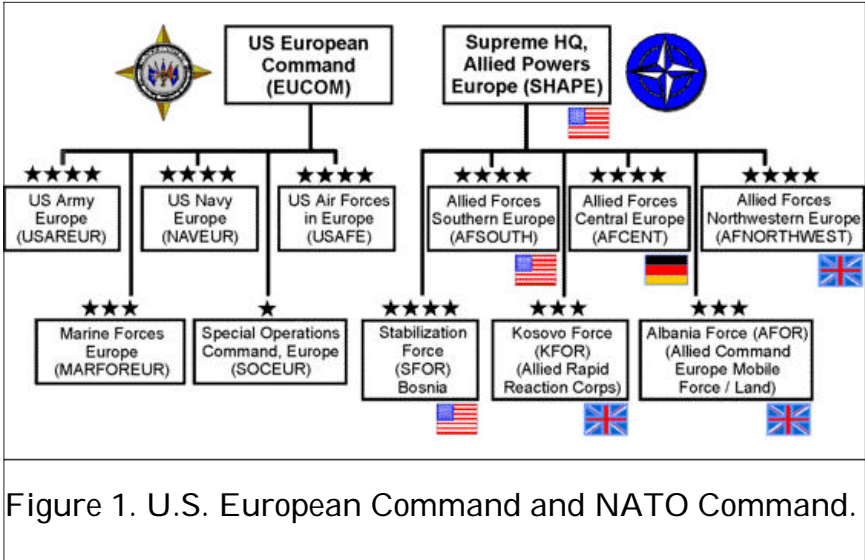 US European
Command
(EUCOM)
Supreme HQ,
Allied Powers
Europe (SHAPE)
US Army
Europe
(USAREUR)
US Navy
Europe
(NAVEUR)
US Air Forces
in Europe
(USAFE)
Allied Forces
Southern Europe
(AFSOUTH)
Allied Forces
Central Europe
(AFCENT)
Allied Forces
Northwestern Europe
(AFNORTHWEST)
Marine Forces
Europe
(MARFOREUR)
Special Operations
Command, Europe
(SOCEUR)
Stabilization
Force
(SFOR)
Bosnia
Kosovo Force
(KFOR)
(Allied Rapid
Reaction Corps)
Albania Force (AFOR)
(Allied Command
Europe Mobile
Force / Land)
Figure 1. U.S. European Command and NATO Command.